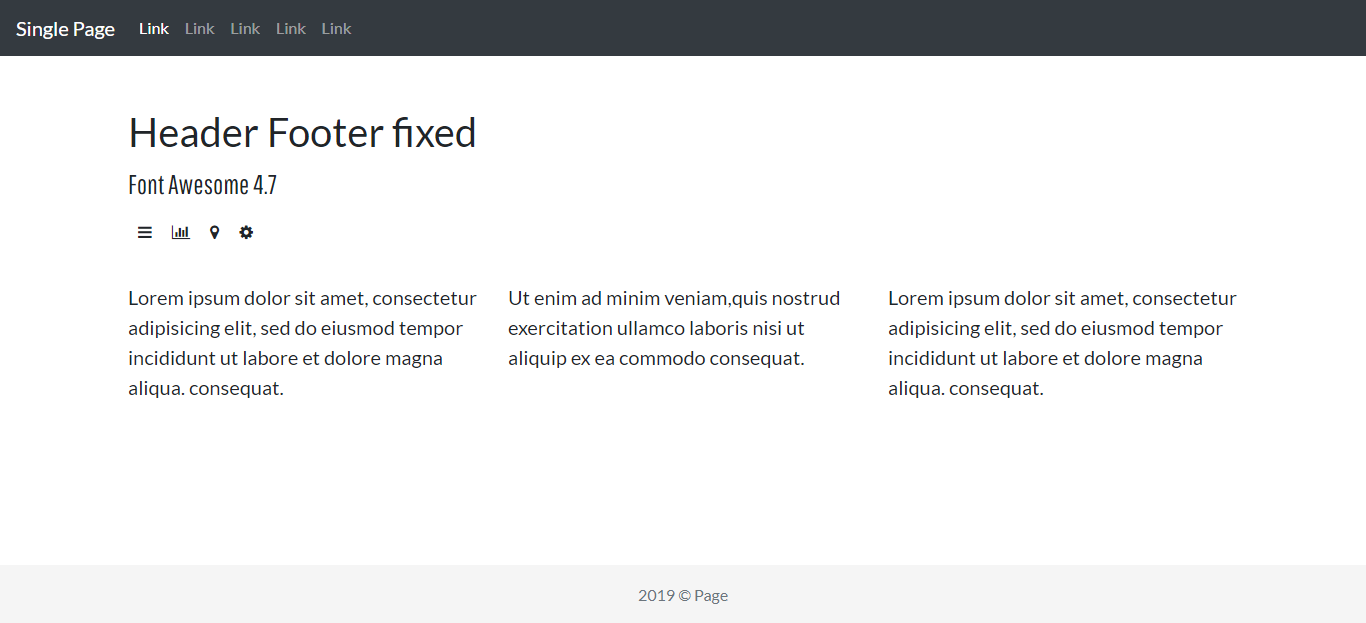 Single Page Link Link Link Link Link
Header Footer fixed
Font Awesome 4.7
Lorem ipsum dolor sit amet, consectetur
adipisicing elit, sed do eiusmod tempor
incididunt ut labore et dolore magna
aliqua. consequat.
Ut enim ad minim veniam,quis nostrud
exercitation ullamco laboris nisi ut
aliquip ex ea commodo consequat.
Lorem ipsum dolor sit amet, consectetur
adipisicing elit, sed do eiusmod tempor
incididunt ut labore et dolore magna
aliqua. consequat.
2019 © Page